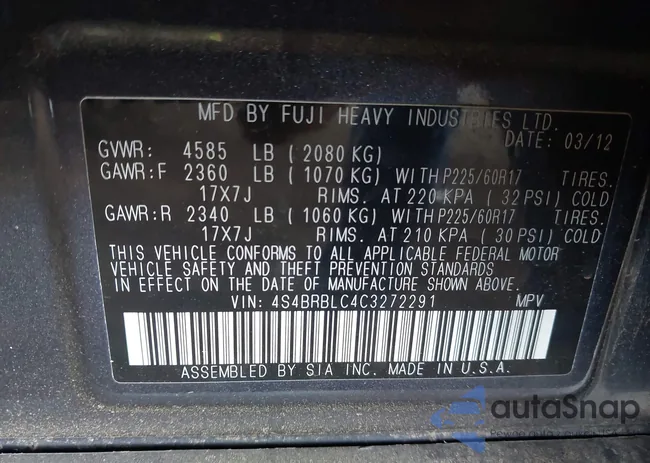 MFD BY FUJI HEAVY INDUSTRIES LTD.
DATE: 03/12
GVWR: 4585 LB ( 2080 KG)
GAWR:F 2360 LB ( 1070 KG) WITH P225/60R17 TIRES.
17X7J RIMS. AT 220 KPA ( 32 PSI) COLD
GAWR:R 2340 LB ( 1060 KG) WITH P225/60R17 TIRES.
17X7J RIMS. AT 210 KPA ( 30 PSI) COLD
THIS VEHICLE CONFORMS TO ALL APPLICABLE FEDERAL MOTOR
VEHICLE SAFETY AND THEFT PREVENTION STANDARDS IN EFFECT
ON THE DATE OF MANUFACTURE SHOWN ABOVE.
VIN: 4S4BRBLC4C3272291 MPV
ASSEMBLED BY SIA INC. MADE IN U.S.A.
autoSnap
Powered by Ride Safely